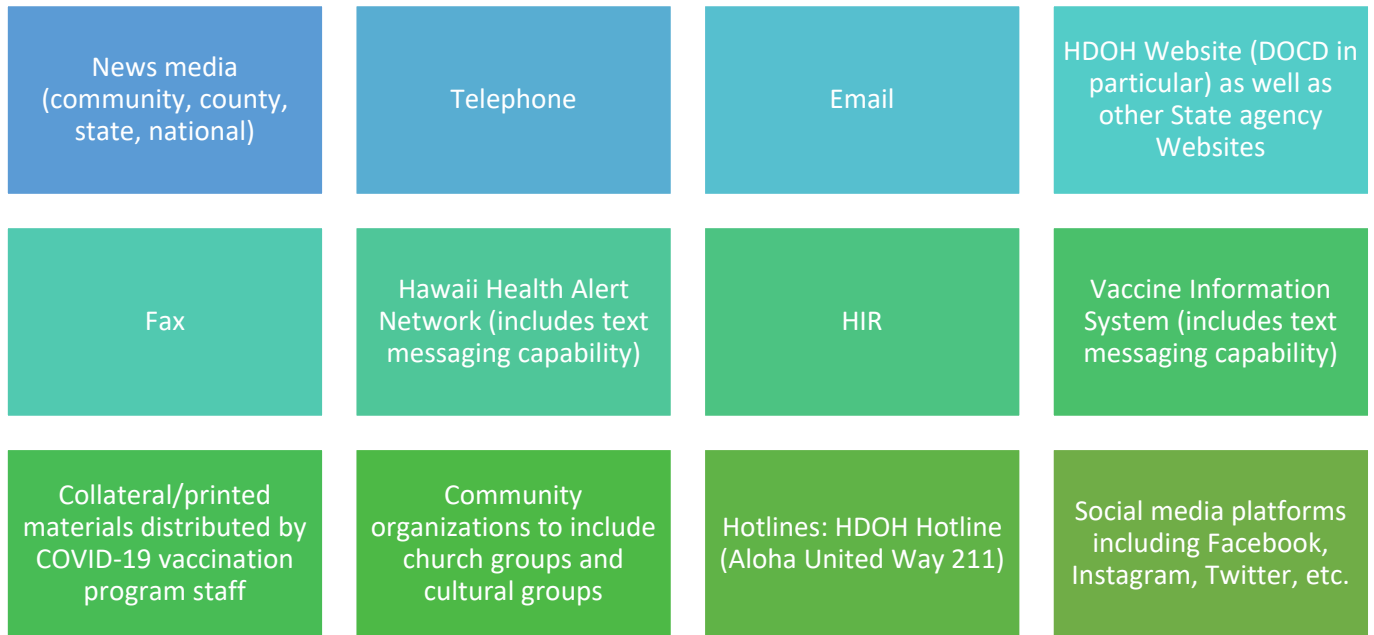 News media
(community, county,
state, national)
Telephone
Email
HDOH Website (DOCD in
particular) as well as
other State agency
Websites
Fax
Hawaii Health Alert
Network (includes text
messaging capability)
HIR
Vaccine Information
System (includes text
messaging capability)
Collateral/printed
materials distributed by
COVID-19 vaccination
program staff
Community
organizations to include
church groups and
cultural groups
Hotlines: HDOH Hotline
(Aloha United Way 211)
Social media platforms
including Facebook,
Instagram, Twitter, etc.